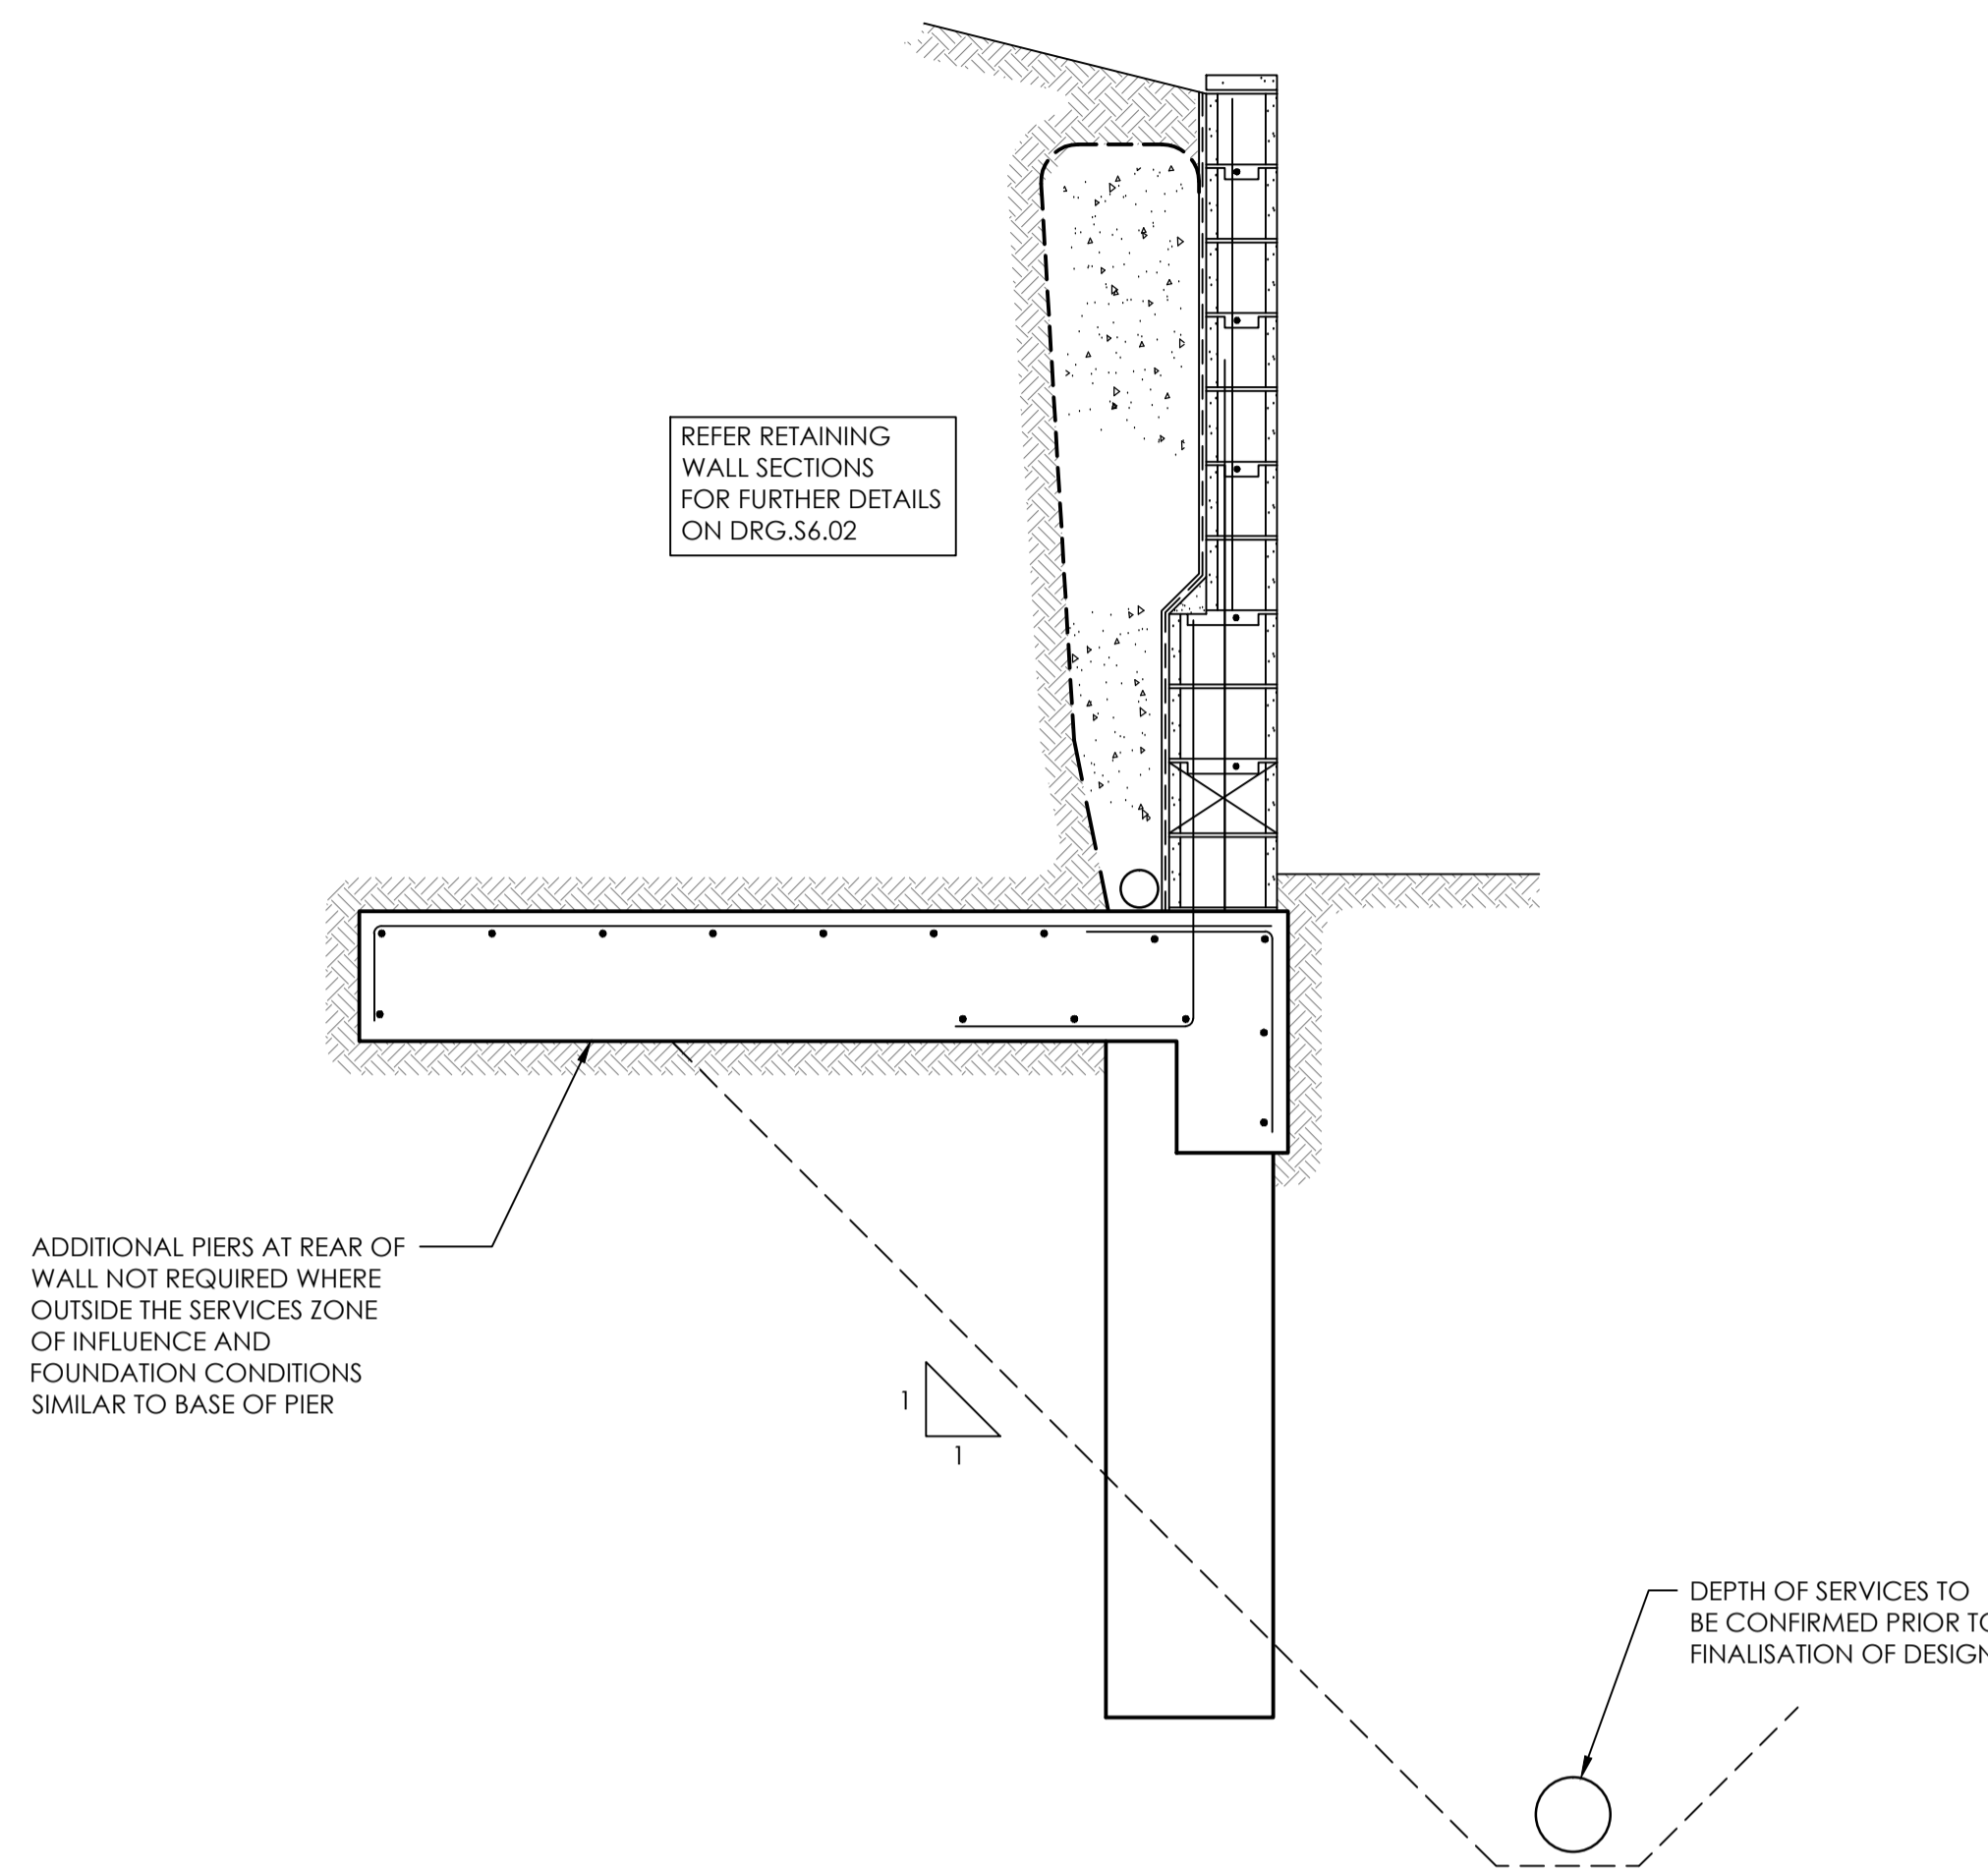 REFER RETAINING
WALL SECTIONS
FOR FURTHER DETAILS
ON DRG.S6.02
ADDITIONAL PIERS AT REAR OF
WALL NOT REQUIRED WHERE
OUTSIDE THE SERVICES ZONE
OF INFLUENCE AND
FOUNDATION CONDITIONS
SIMILAR TO BASE OF PIER
1
1
DEPTH OF SERVICES TO
BE CONFIRMED PRIOR TO
FINALISATION OF DESIGN